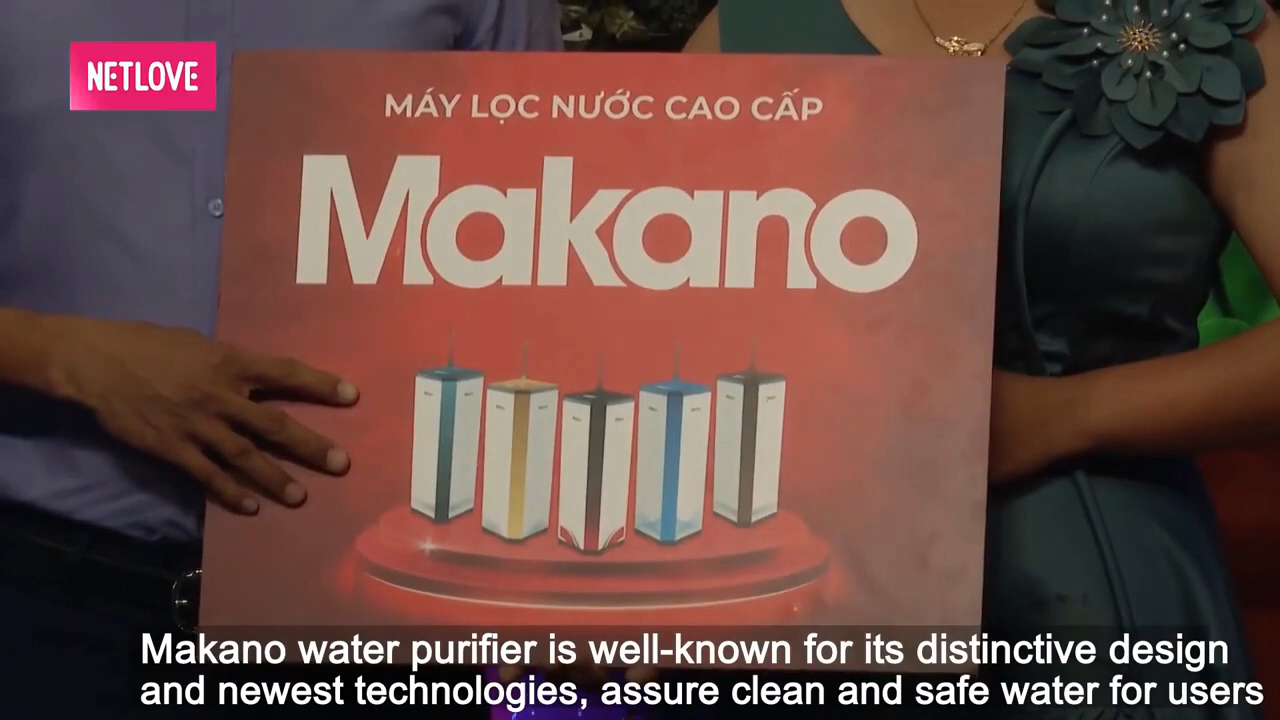 NETLOVE
MÁY LỌC NƯỚC CAO CẤP
Makano
Makano water purifier is well-known for its distinctive design
and newest technologies, assure clean and safe water for users